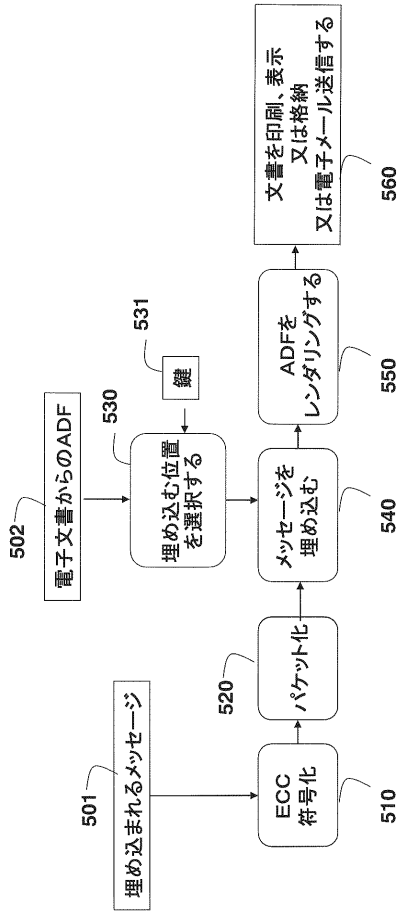 501
埋め込まれるメッセージ
502
電子文書からのADF
531
鍵
530
埋め込む位置
を選択する
510
ECC
符号化
520
パケット化
540
メッセージを
埋め込む
550
ADFを
レンダリングする
560
文書を印刷、表示
又は格納
又は電子メール送信する